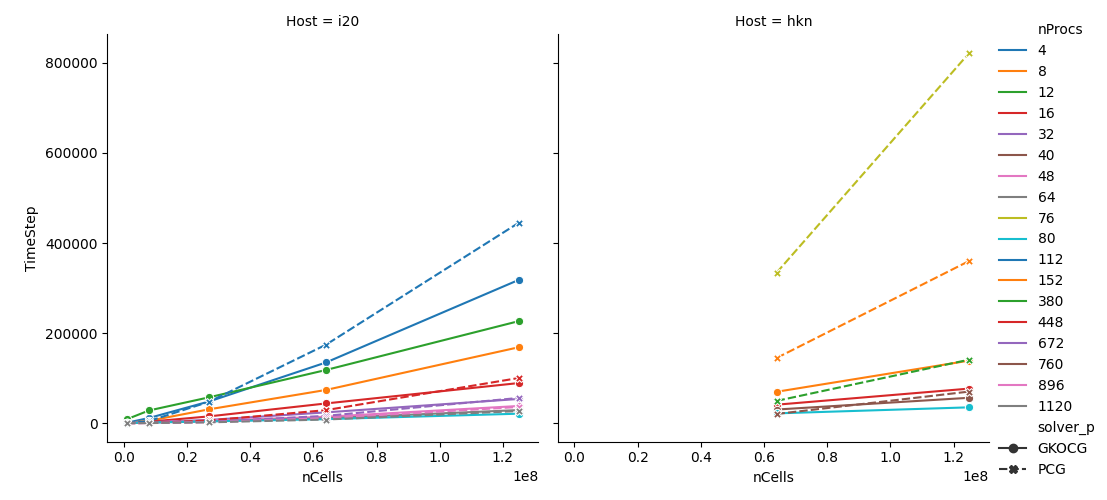 Host = i20
Host = hkn
nProcs
4
8
12
16
32
40
48
64
76
80
112
152
380
448
672
760
896
1120
solver_p
GKOCG
PCG
TimeStep
800000
600000
400000
200000
0
0.0 0.2 0.4 0.6 0.8 1.0 1.2
1e8
nCells
0.0 0.2 0.4 0.6 0.8 1.0 1.2
1e8
nCells